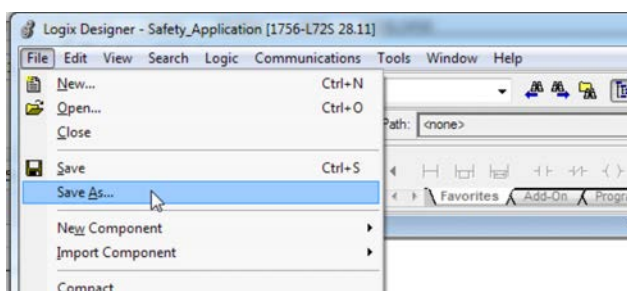 Logix Designer - Safety_Application [1756-L72S 28.11]
File Edit View Search Logic Communications Tools Window Help
New... Ctrl+N
Open... Ctrl+O
Path: <none>
Close
Save Ctrl+S
Save As...
Favorites Add-On Progra
New Component
Import Component
Compact